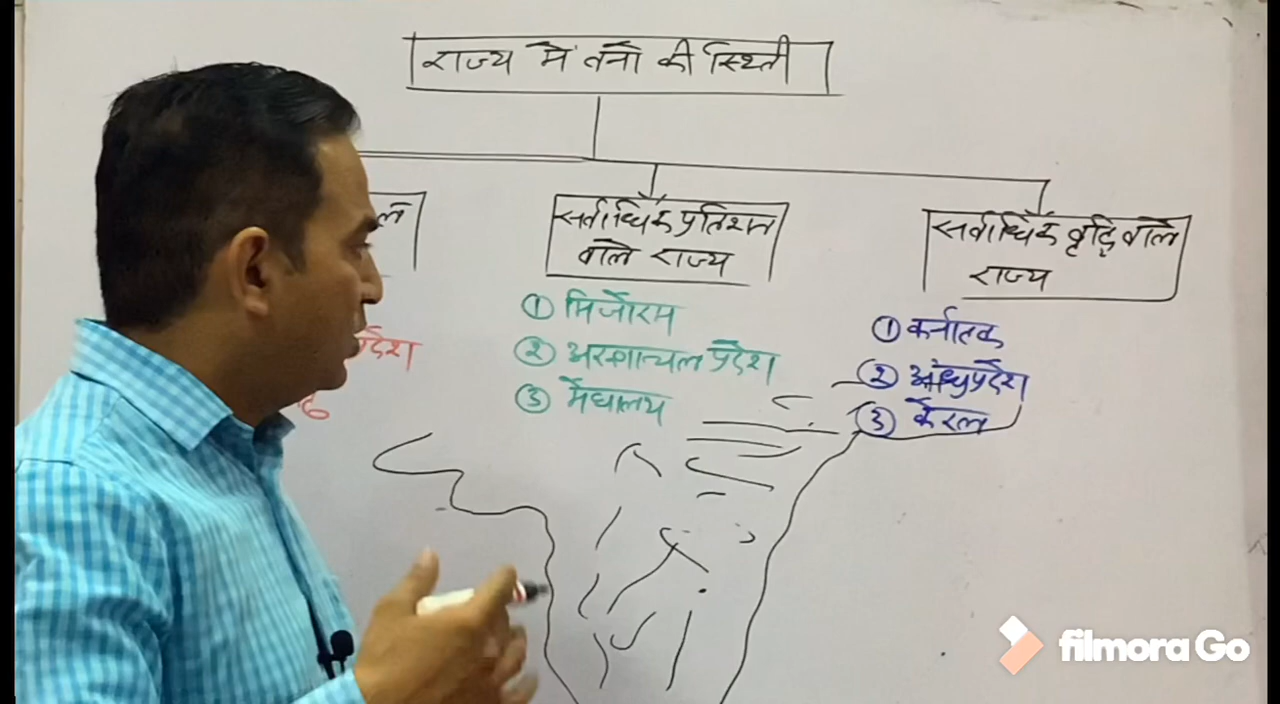 राज्य मे वनो की स्थिती
ल
सर्वाधिक प्रतिशत
वाले राज्य
① मिजोरम
② अरुणाचल प्रदेश
③ मेघालय
सर्वाधिक वृद्धि वाले
राज्य
① कर्नाटक
② आंध्रप्रदेश
③ केरल
प्रदेश
filmora Go